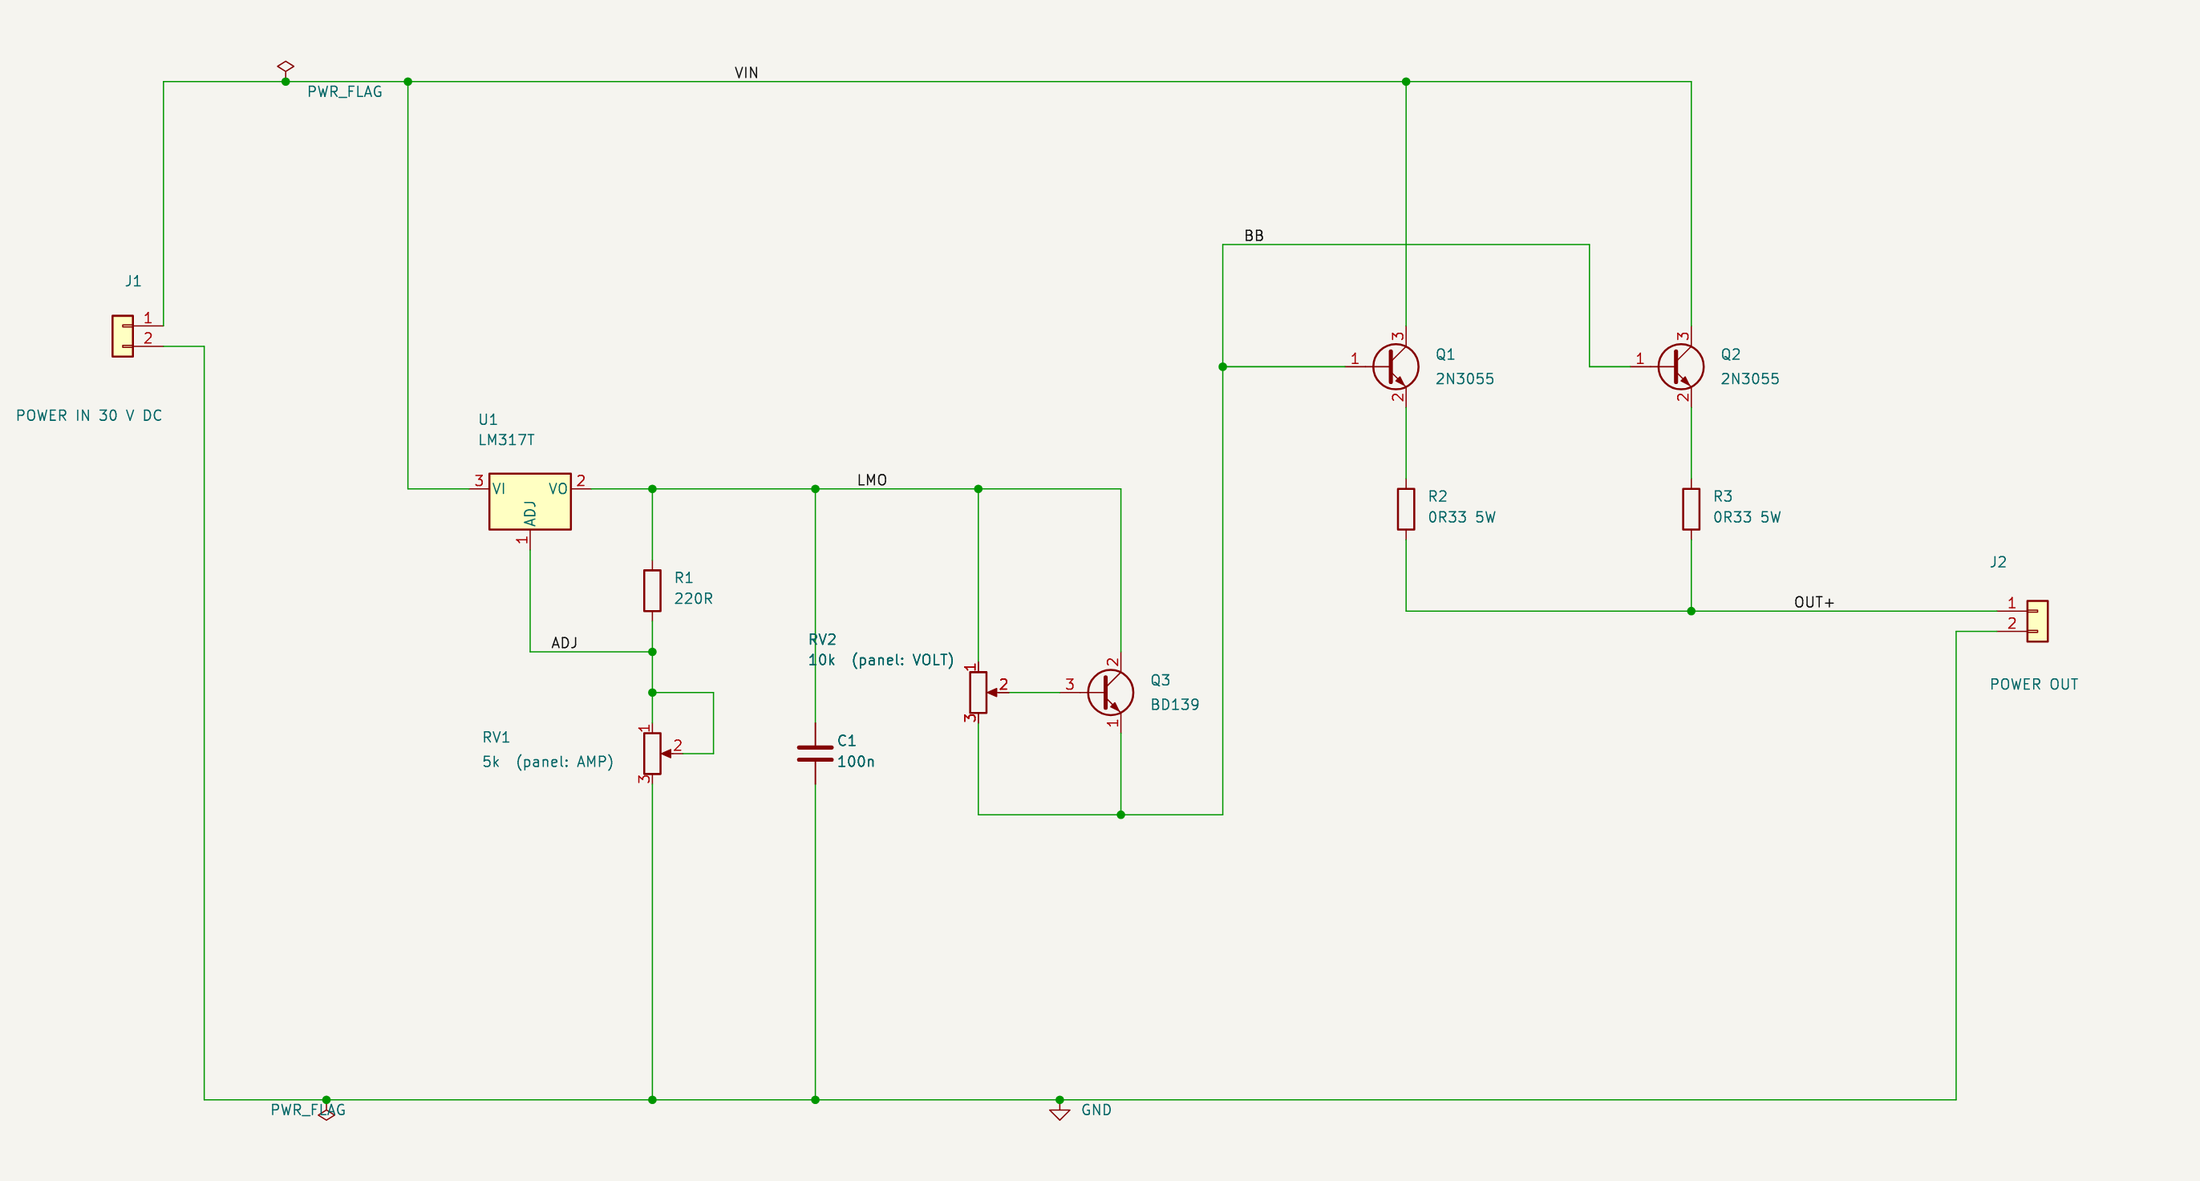 VIN
PWR_FLAG
BB
J1
1
2
POWER IN 30 V DC
3
1
2
Q1
2N3055
3
1
2
Q2
2N3055
U1
LM317T
3
VI
VO
2
ADJ
1
LMO
R2
0R33 5W
R3
0R33 5W
R1
220R
ADJ
J2
1
2
OUT+
POWER OUT
RV2
10k (panel: VOLT)
1
2
3
3
2
1
Q3
BD139
RV1
5k (panel: AMP)
1
2
3
C1
100n
PWR_FLAG
GND